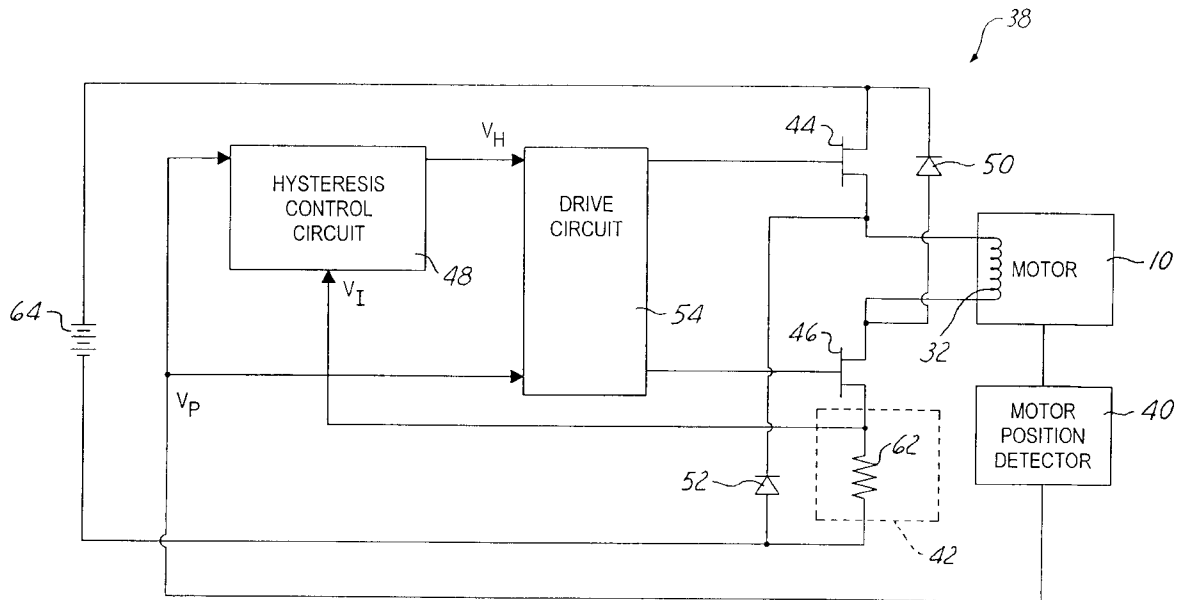 38
44
V_H
50
HYSTERESIS
CONTROL
CIRCUIT
DRIVE
CIRCUIT
MOTOR
10
48
V_I
64
54
46
32
V_P
MOTOR
POSITION
DETECTOR
40
62
52
42